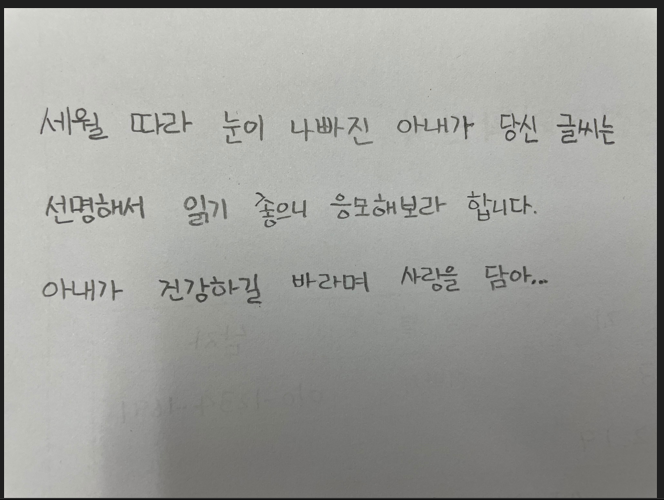 세월 따라 눈이 나빠진 아내가 당신 글씨는
선명해서 읽기 좋으니 응모해보라 합니다.
아내가 건강하길 바라며 사랑을 담아...